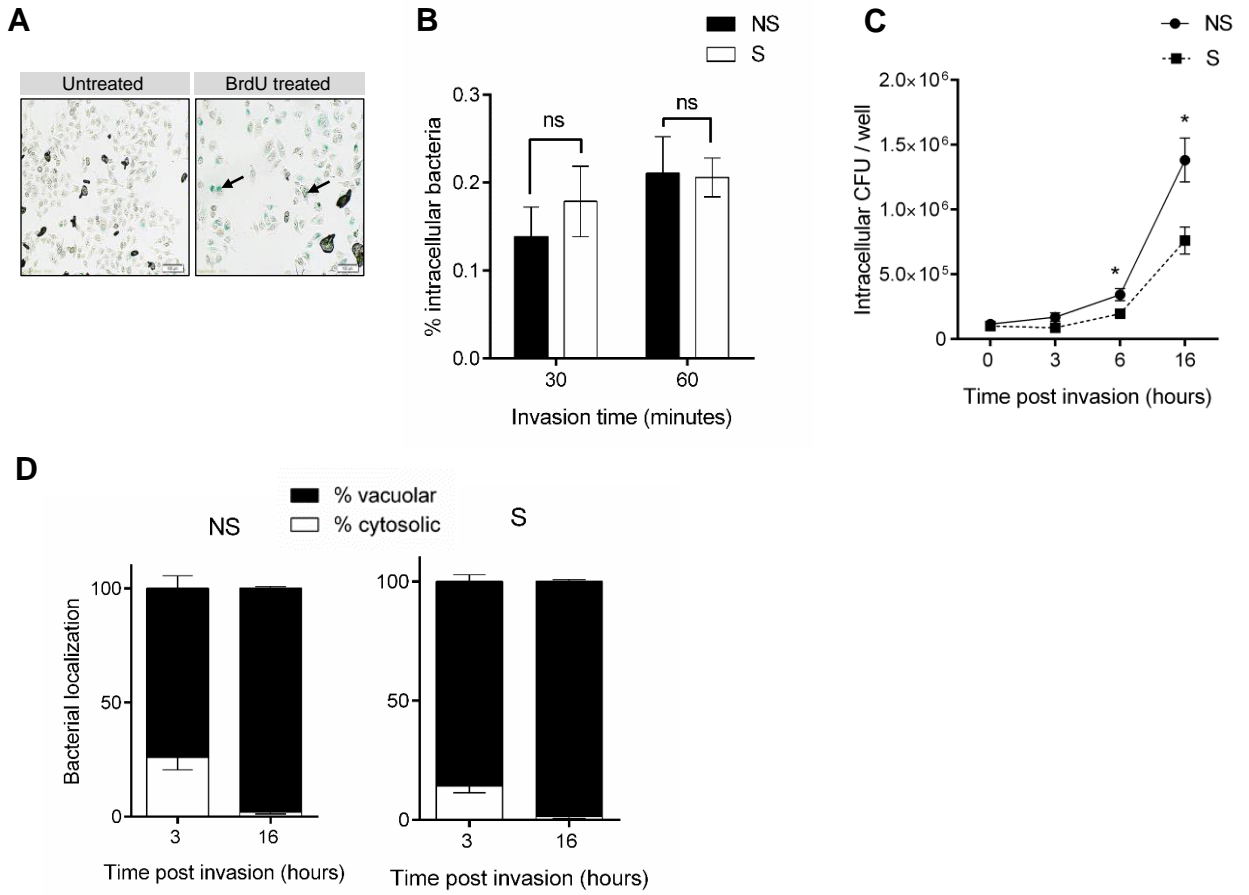 A
Untreated
BrdU treated
B
NS
S
0.3
0.2
0.1
0.0
% intracellular bacteria
ns
ns
30
60
Invasion time (minutes)
C
NS
S
2.0×10⁶
1.5×10⁶
1.0×10⁶
5.0×10⁵
0
Intracellular CFU / well
*
*
0
3
6
16
Time post invasion (hours)
D
% vacuolar
% cytosolic
NS
S
100
50
0
Bacterial localization
3
16
Time post invasion (hours)
100
50
0
3
16
Time post invasion (hours)